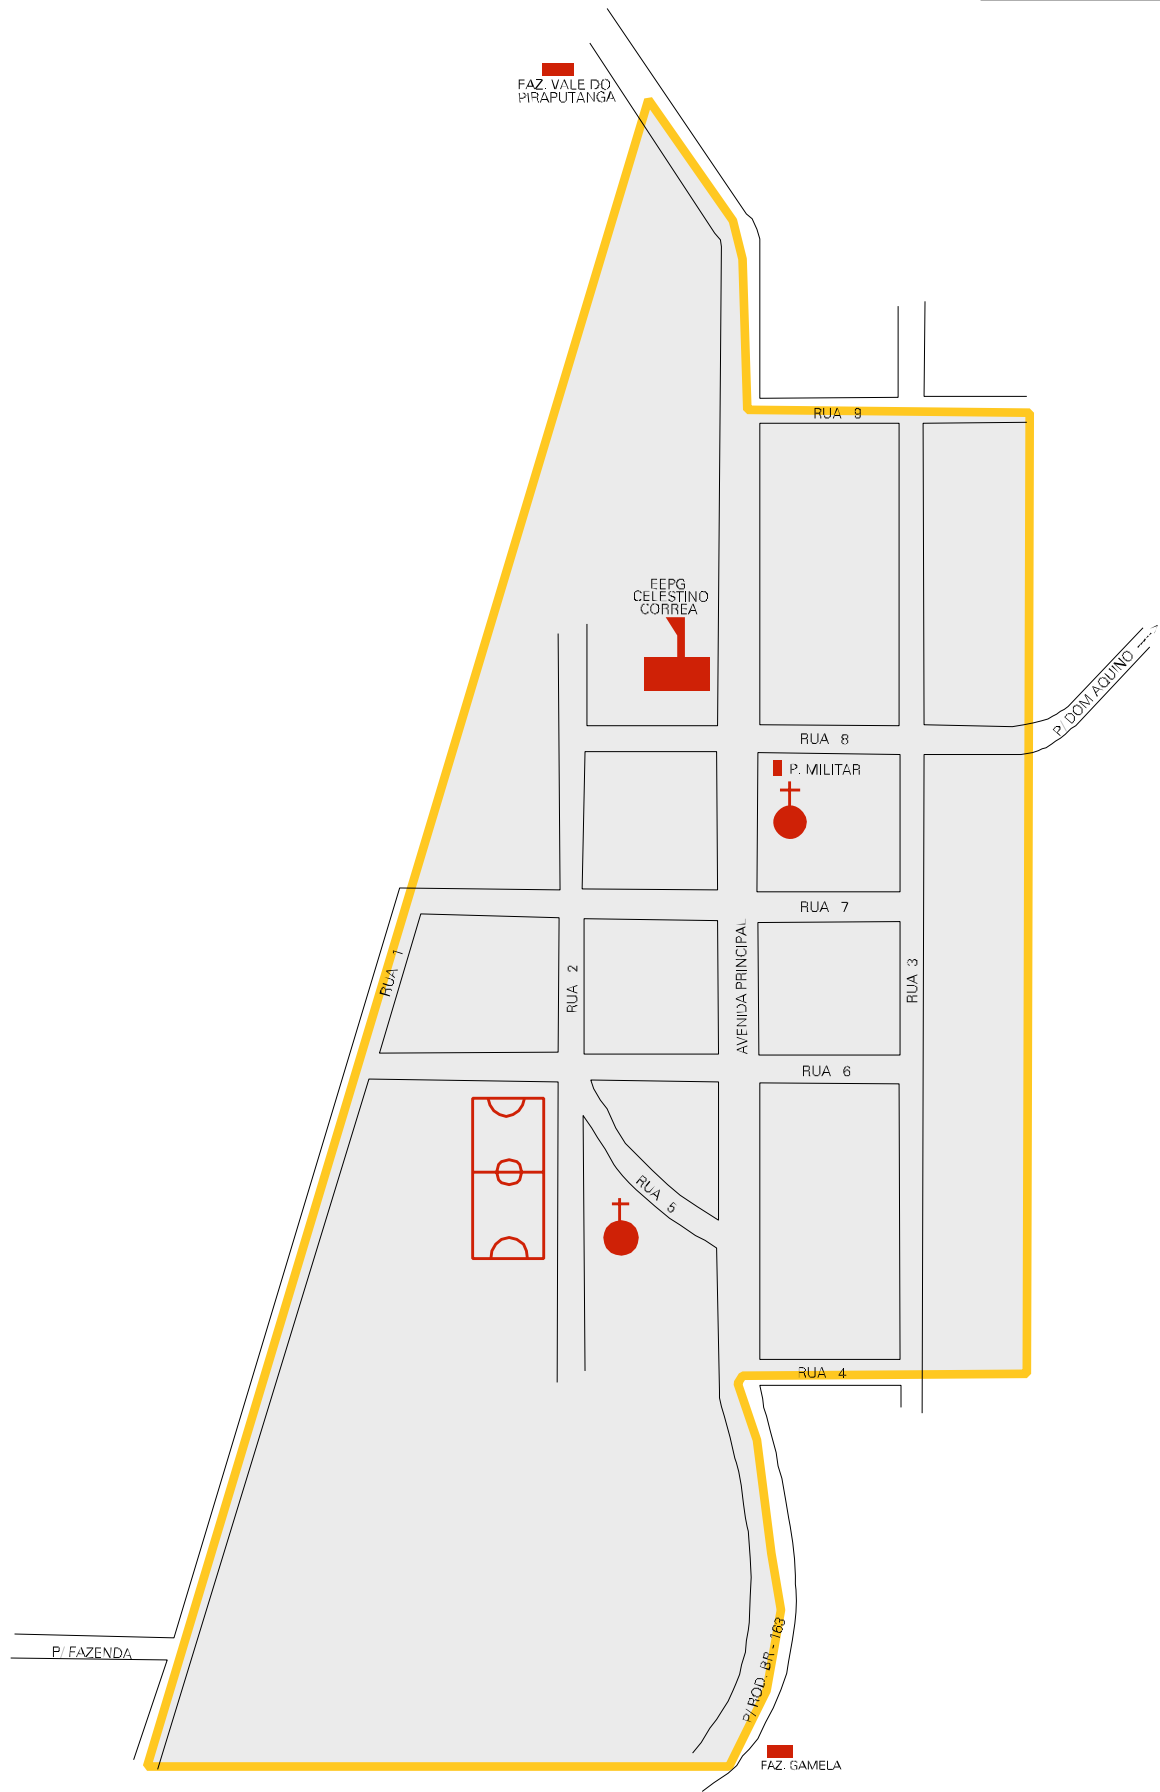 FAZ. VALE DO
PIRAPUTANGA
RUA 9
EEPG
CELESTINO
CORREA
P/ DOM AQUINO
RUA 8
P. MILITAR
RUA 7
RUA 1
RUA 2
AVENIDA PRINCIPAL
RUA 3
RUA 6
RUA 5
RUA 4
P/ FAZENDA
P/ ROD. BR - 163
FAZ. GAMELA